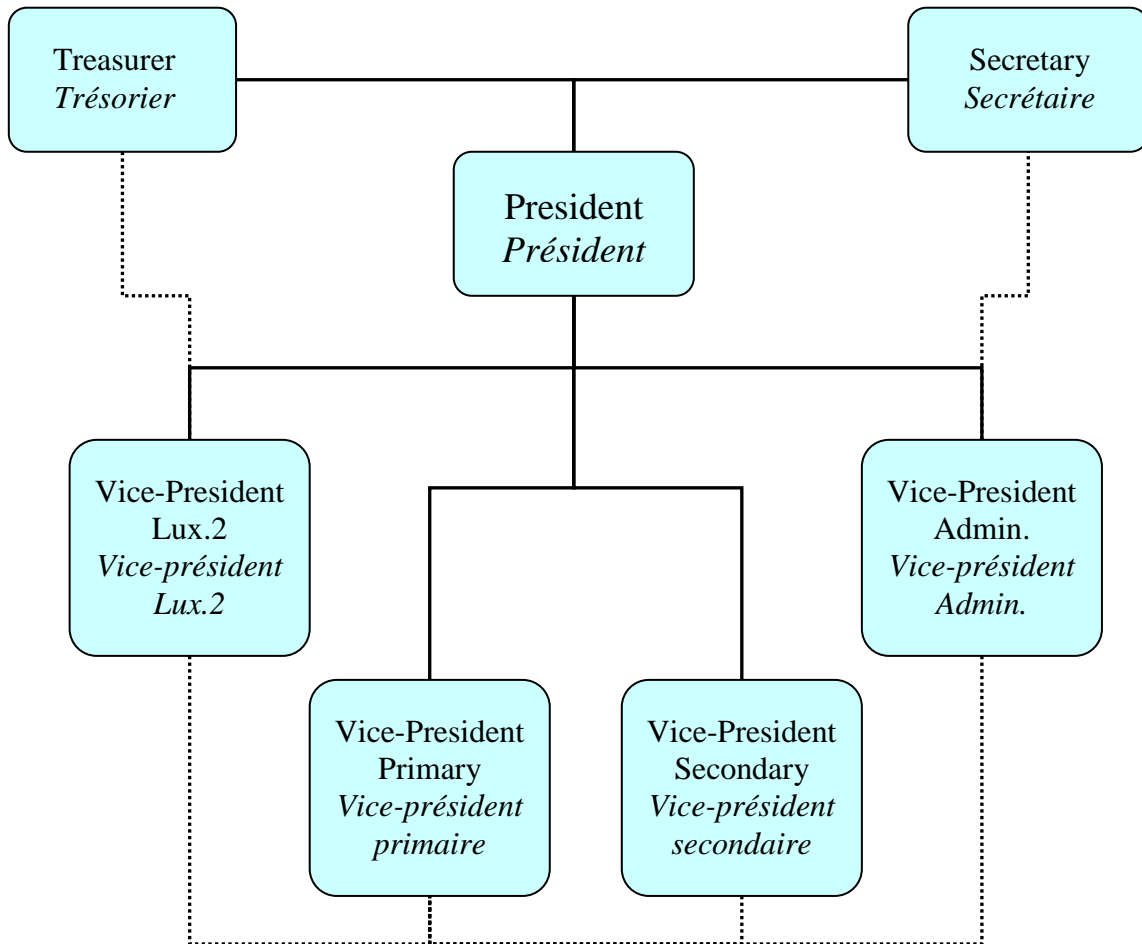 Treasurer
Trésorier
Secretary
Secrétaire
President
Président
Vice-President
Lux.2
Vice-président
Lux.2
Vice-President
Admin.
Vice-président
Admin.
Vice-President
Primary
Vice-président
primaire
Vice-President
Secondary
Vice-président
secondaire